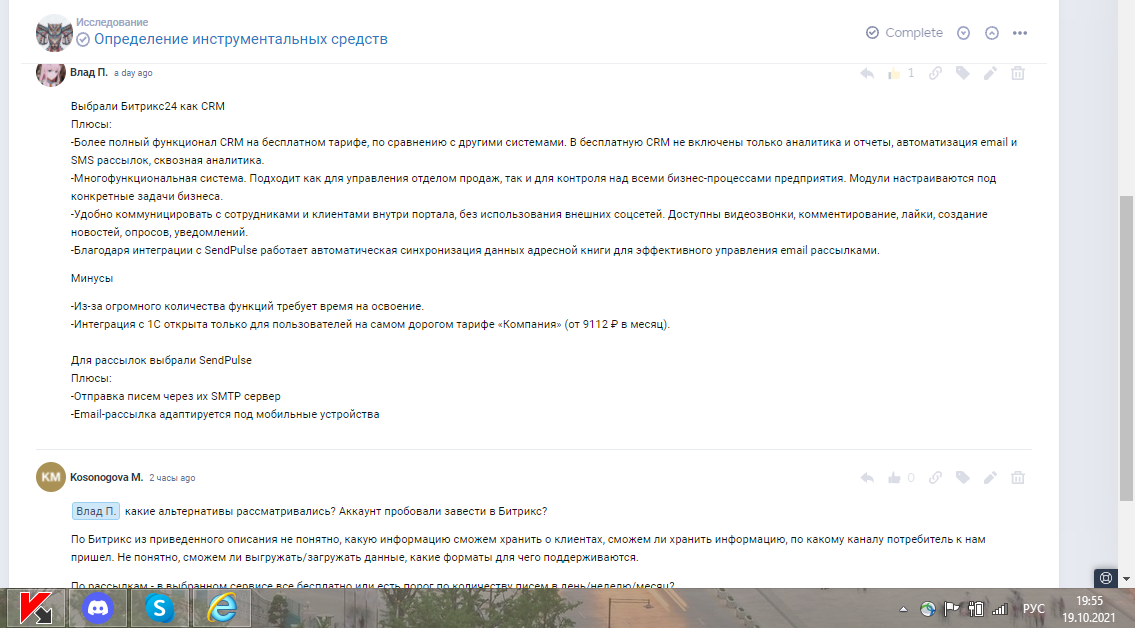 Исследование
Определение инструментальных средств
Complete
Влад П. a day ago
1
Выбрали Битрикс24 как CRM
Плюсы:
-Более полный функционал CRM на бесплатном тарифе, по сравнению с другими системами. В бесплатную CRM не включены только аналитика и отчеты, автоматизация email и
SMS рассылок, сквозная аналитика.
-Многофункциональная система. Подходит как для управления отделом продаж, так и для контроля над всеми бизнес-процессами предприятия. Модули настраиваются под
конкретные задачи бизнеса.
-Удобно коммуницировать с сотрудниками и клиентами внутри портала, без использования внешних соцсетей. Доступны видеозвонки, комментирование, лайки, создание
новостей, опросов, уведомлений.
-Благодаря интеграции с SendPulse работает автоматическая синхронизация данных адресной книги для эффективного управления email рассылками.
Минусы
-Из-за огромного количества функций требует время на освоение.
-Интеграция с 1С открыта только для пользователей на самом дорогом тарифе «Компания» (от 9112 ₽ в месяц).
Для рассылок выбрали SendPulse
Плюсы:
-Отправка писем через их SMTP сервер
-Email-рассылка адаптируется под мобильные устройства
KM
Kosonogova M. 2 часы ago
0
Влад П. какие альтернативы рассматривались? Аккаунт пробовали завести в Битрикс?
По Битрикс из приведенного описания не понятно, какую информацию сможем хранить о клиентах, сможем ли хранить информацию, по какому каналу потребитель к нам
пришел. Не понятно, сможем ли выгружать/загружать данные, какие форматы для чего поддерживаются.
По рассылкам - в выбранном сервисе все бесплатно или есть порог по количеству писем в день/неделю/месяц?
РУС
19:55
19.10.2021